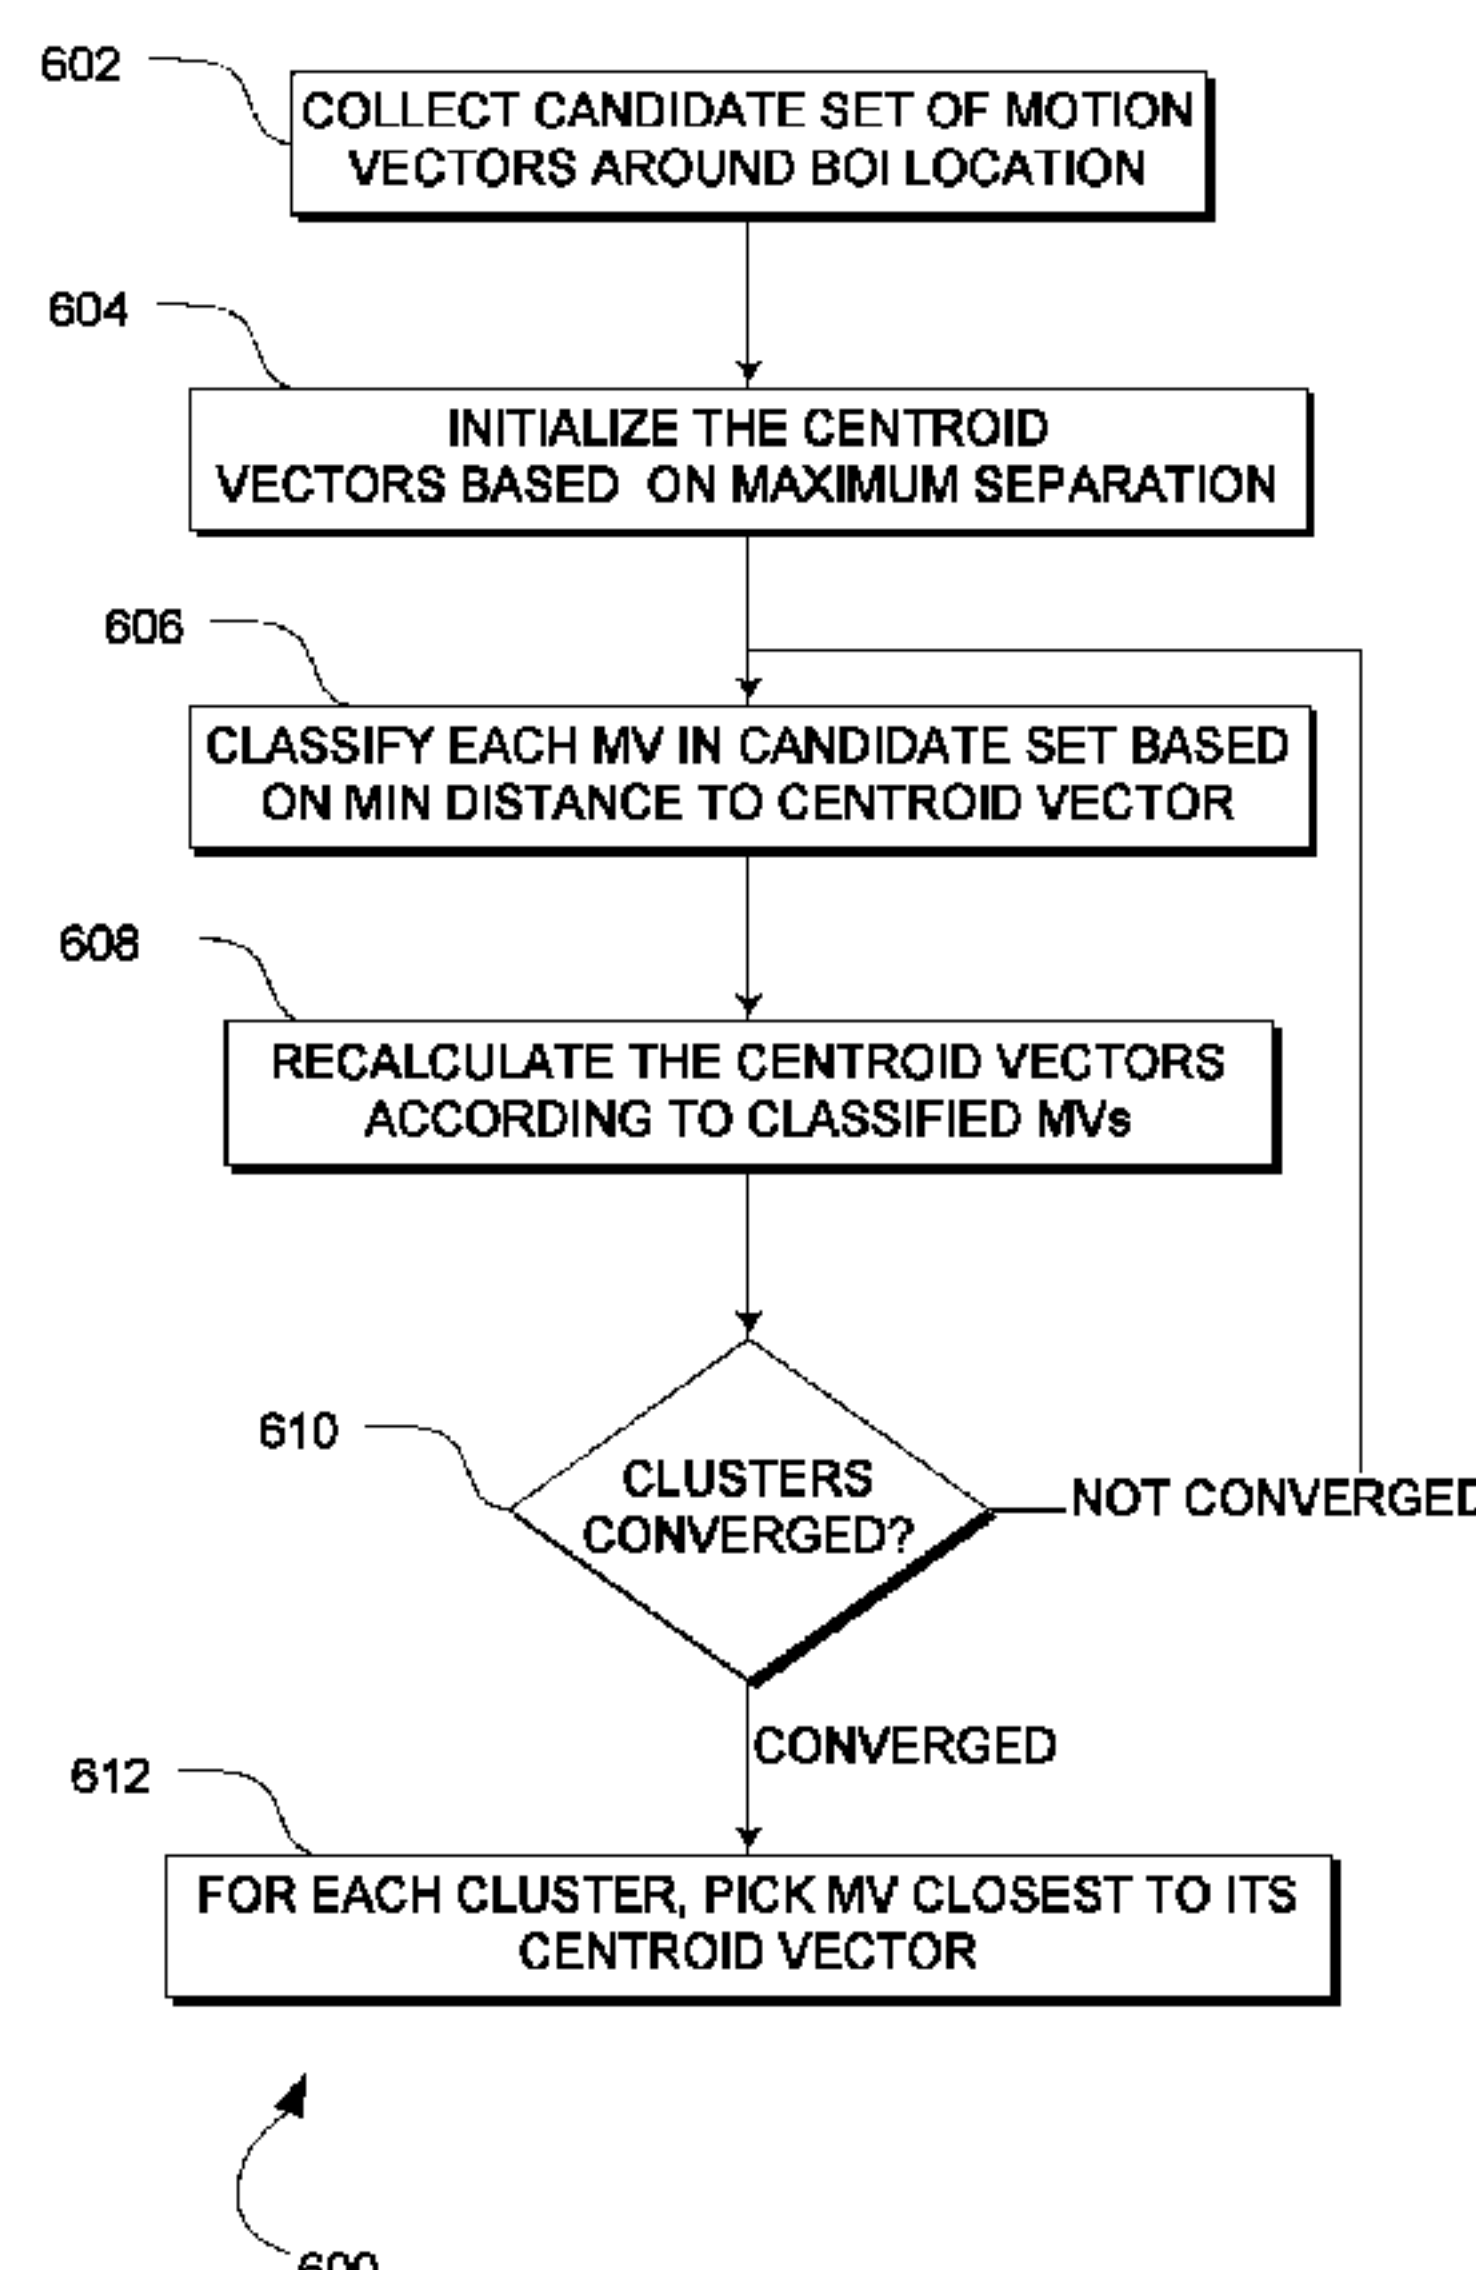 602
COLLECT CANDIDATE SET OF MOTION
VECTORS AROUND BOI LOCATION
604
INITIALIZE THE CENTROID
VECTORS BASED ON MAXIMUM SEPARATION
606
CLASSIFY EACH MV IN CANDIDATE SET BASED
ON MIN DISTANCE TO CENTROID VECTOR
608
RECALCULATE THE CENTROID VECTORS
ACCORDING TO CLASSIFIED MVs
610
CLUSTERS
CONVERGED?
NOT CONVERGED
CONVERGED
612
FOR EACH CLUSTER, PICK MV CLOSEST TO ITS
CENTROID VECTOR
600